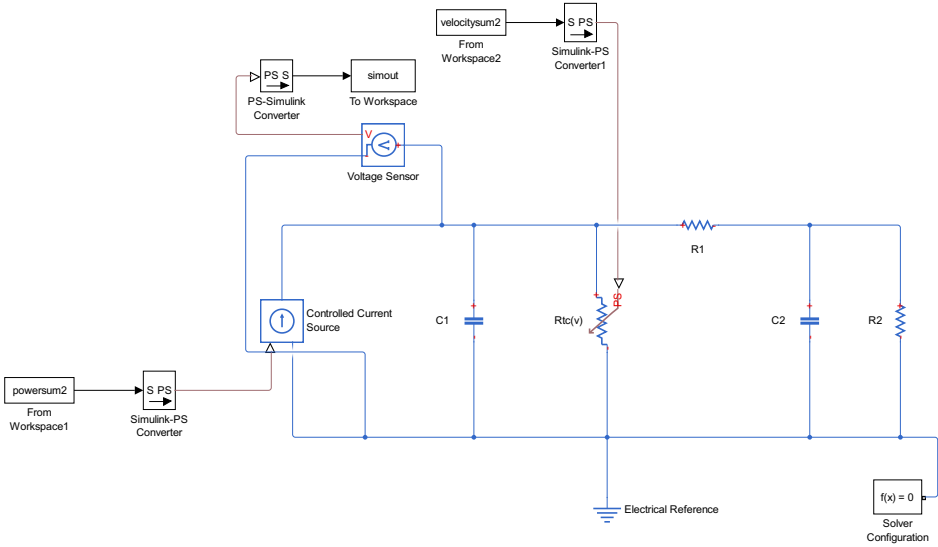 velocitysum2
From
Workspace2
S PS
Simulink-PS
Converter1
PS S
PS-Simulink
Converter
simout
To Workspace
V
V
+
-
Voltage Sensor
+
-
R1
Controlled Current
Source
+
C1
-
+
PS
Rtc(v)
-
+
C2
-
+
R2
-
powersum2
From
Workspace1
S PS
Simulink-PS
Converter
Electrical Reference
f(x) = 0
Solver
Configuration